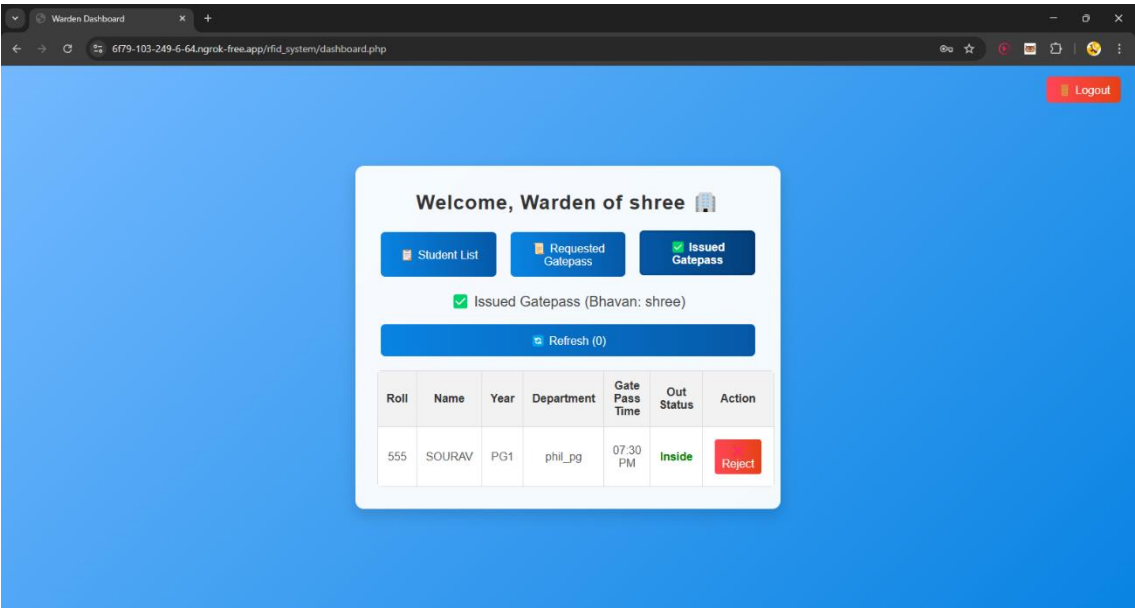 Warden Dashboard
6f79-103-249-6-64.ngrok-free.app/rfid_system/dashboard.php
Logout
Welcome, Warden of shree
Student List
Requested
Gatepass
Issued
Gatepass
Issued Gatepass (Bhavan: shree)
Refresh (0)
Roll Name Year Department Gate Pass Time Out Status Action
555 SOURAV PG1 phil_pg 07:30 PM Inside Reject